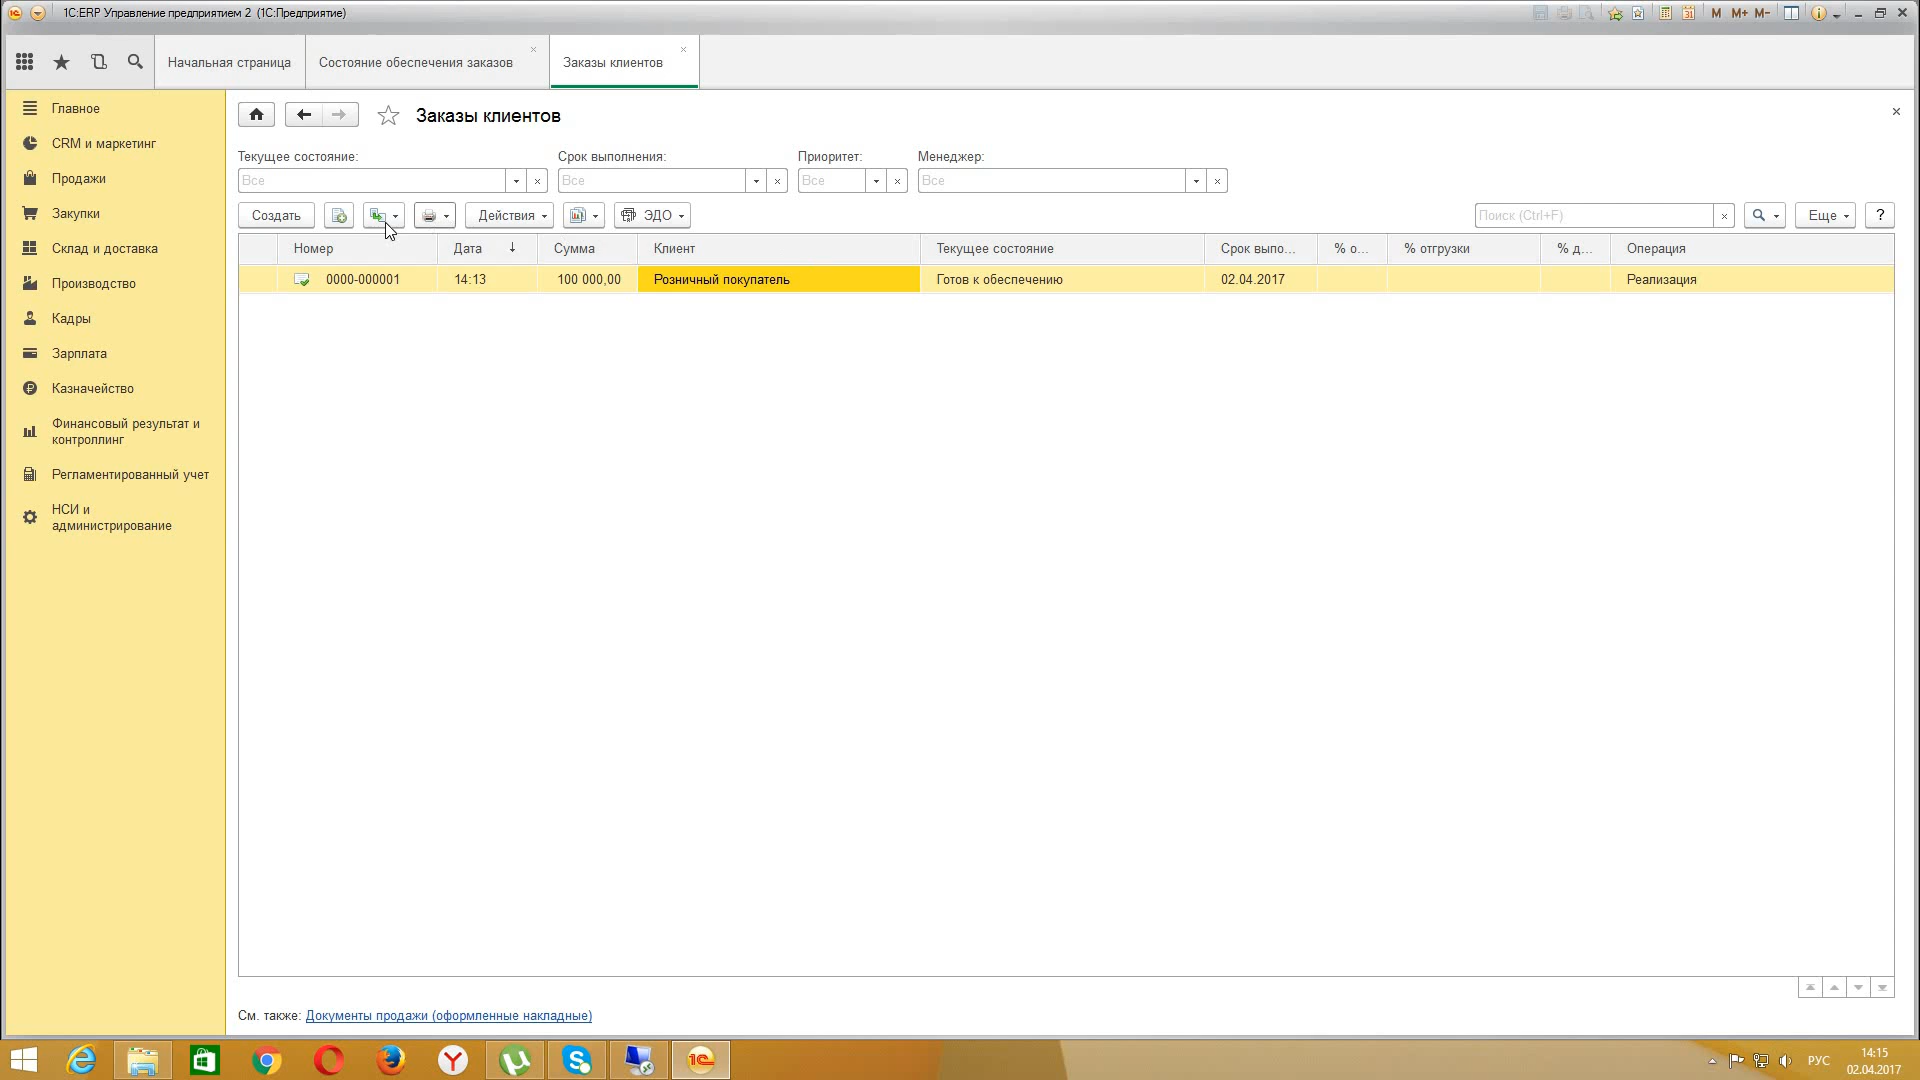 1С:ERP Управление предприятием 2 (1С:Предприятие)
M M+ M-
Начальная страница
Состояние обеспечения заказов
Заказы клиентов
Главное
CRM и маркетинг
Продажи
Закупки
Склад и доставка
Производство
Кадры
Зарплата
Казначейство
Финансовый результат и
контроллинг
Регламентированный учет
НСИ и
администрирование
Заказы клиентов
Текущее состояние: Срок выполнения: Приоритет: Менеджер:
Все Все Все Все
Создать Действия ЭДО Поиск (Ctrl+F) Еще ?
Номер Дата ↓ Сумма Клиент Текущее состояние Срок выпо... % о... % отгрузки % д... Операция
0000-000001 14:13 100 000,00 Розничный покупатель Готов к обеспечению 02.04.2017 Реализация
См. также: Документы продажи (оформленные накладные)
РУС
14:15
02.04.2017